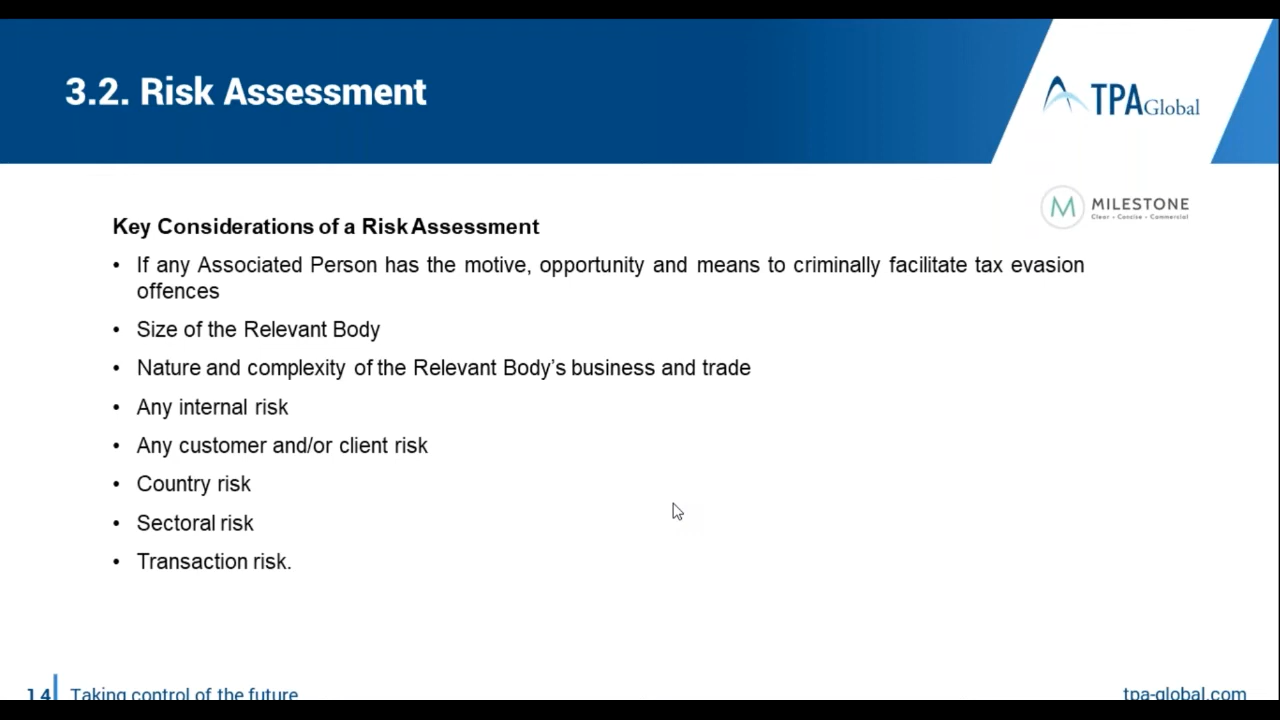 3.2. Risk Assessment
TPA Global
MILESTONE
Clear • Concise • Commercial
Key Considerations of a Risk Assessment
• If any Associated Person has the motive, opportunity and means to criminally facilitate tax evasion
offences
• Size of the Relevant Body
• Nature and complexity of the Relevant Body’s business and trade
• Any internal risk
• Any customer and/or client risk
• Country risk
• Sectoral risk
• Transaction risk.
14 Taking control of the future
tpa-global.com